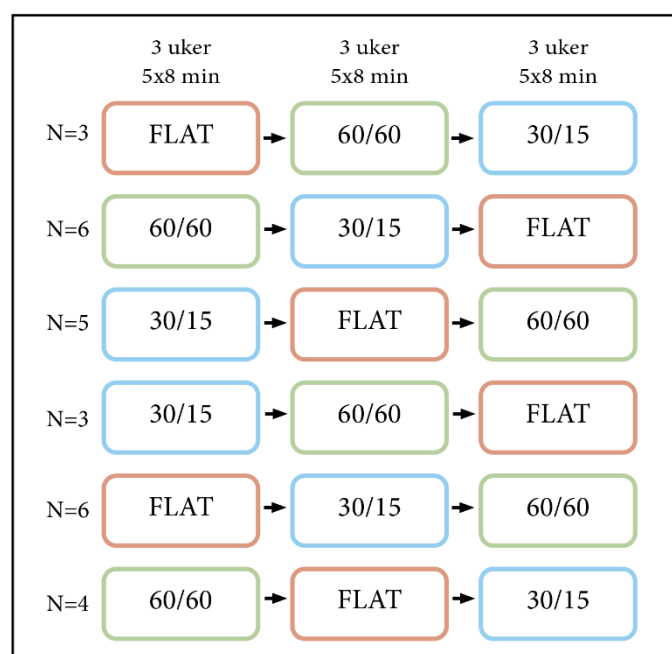 3 uker 3 uker 3 uker
5x8 min 5x8 min 5x8 min
N=3 FLAT 60/60 30/15
N=6 60/60 30/15 FLAT
N=5 30/15 FLAT 60/60
N=3 30/15 60/60 FLAT
N=6 FLAT 30/15 60/60
N=4 60/60 FLAT 30/15